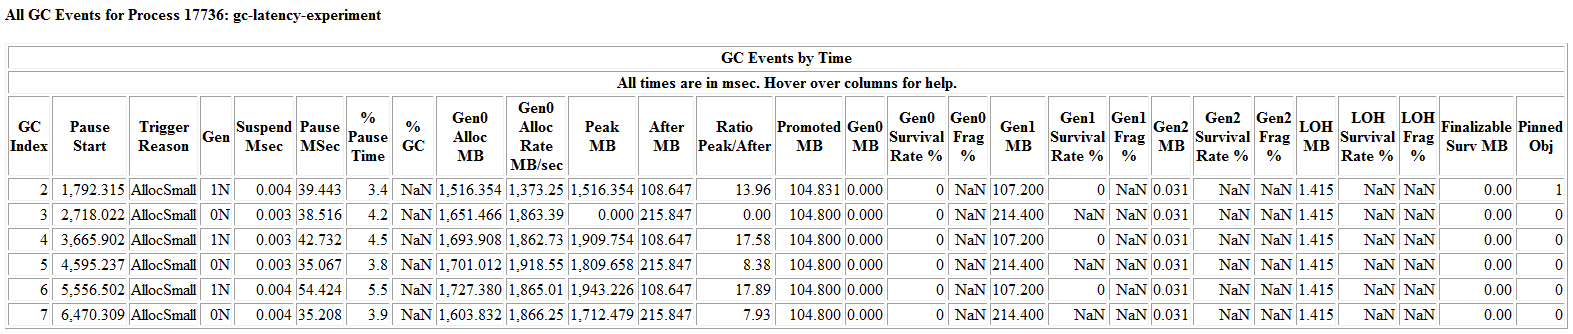 All GC Events for Process 17736: gc-latency-experiment
GC Events by Time
All times are in msec. Hover over columns for help.
GC Index Pause Start Trigger Reason Gen Suspend Msec Pause MSec % Pause Time % GC Gen0 Alloc MB Gen0 Alloc Rate MB/sec Peak MB After MB Ratio Peak/After Promoted MB Gen0 MB Gen0 Survival Rate % Gen0 Frag % Gen1 MB Gen1 Survival Rate % Gen1 Frag % Gen2 MB Gen2 Survival Rate % Gen2 Frag % LOH MB LOH Survival Rate % LOH Frag % Finalizable Surv MB Pinned Obj
2 1,792.315 AllocSmall 1N 0.004 39.443 3.4 NaN 1,516.354 1,373.25 1,516.354 108.647 13.96 104.831 0.000 0 NaN 107.200 0 NaN 0.031 NaN NaN 1.415 NaN NaN 0.00 1
3 2,718.022 AllocSmall 0N 0.003 38.516 4.2 NaN 1,651.466 1,863.39 0.000 215.847 0.00 104.800 0.000 0 NaN 214.400 NaN NaN 0.031 NaN NaN 1.415 NaN NaN 0.00 0
4 3,665.902 AllocSmall 1N 0.003 42.732 4.5 NaN 1,693.908 1,862.73 1,909.754 108.647 17.58 104.800 0.000 0 NaN 107.200 0 NaN 0.031 NaN NaN 1.415 NaN NaN 0.00 0
5 4,595.237 AllocSmall 0N 0.003 35.067 3.8 NaN 1,701.012 1,918.55 1,809.658 215.847 8.38 104.800 0.000 0 NaN 214.400 NaN NaN 0.031 NaN NaN 1.415 NaN NaN 0.00 0
6 5,556.502 AllocSmall 1N 0.004 54.424 5.5 NaN 1,727.380 1,865.01 1,943.226 108.647 17.89 104.800 0.000 0 NaN 107.200 0 NaN 0.031 NaN NaN 1.415 NaN NaN 0.00 0
7 6,470.309 AllocSmall 0N 0.004 35.208 3.9 NaN 1,603.832 1,866.25 1,712.479 215.847 7.93 104.800 0.000 0 NaN 214.400 NaN NaN 0.031 NaN NaN 1.415 NaN NaN 0.00 0